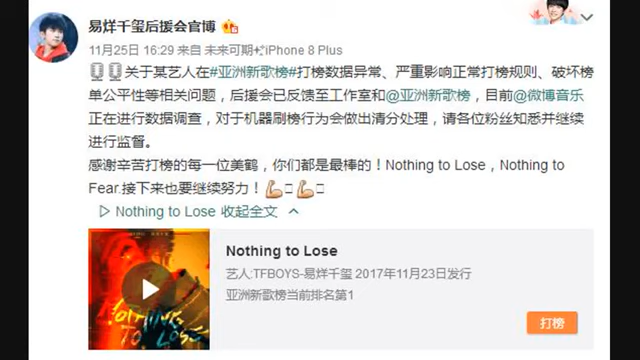 易烊千玺后援会官博
11月25日 16:29 来自 未来可期✨iPhone 8 Plus
🎙🎙关于某艺人在#亚洲新歌榜#打榜数据异常、严重影响正常打榜规则、破坏榜
单公平性等相关问题，后援会已反馈至工作室和@亚洲新歌榜，目前@微博音乐
正在进行数据调查，对于机器刷榜行为会做出清分处理，请各位粉丝知悉并继续
进行监督。
感谢辛苦打榜的每一位美鹤，你们都是最棒的！Nothing to Lose，Nothing to
Fear.接下来也要继续努力！💪💪
Nothing to Lose 收起全文
NOTHING
TO LOSE
Nothing to Lose
艺人:TFBOYS-易烊千玺 2017年11月23日发行
亚洲新歌榜当前排名第1
打榜